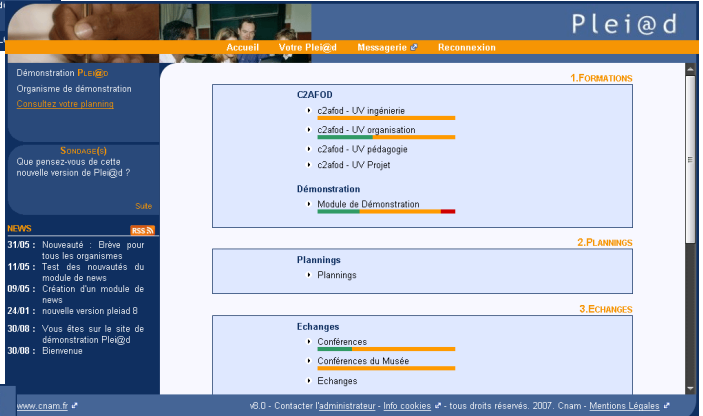 Plei@d
Accueil Votre Plei@d Messagerie Reconnexion
Démonstration PLEI@D
Organisme de démonstration
Consultez votre planning
SONDAGE(S)
Que pensez-vous de cette
nouvelle version de Plei@d ?
Suite
NEWS RSS
31/05 : Nouveauté : Brève pour
tous les organismes
11/05 : Test des nouvautés du
module de news
09/05 : Création d'un module de
news
24/01 : nouvelle version pleiad 8
30/08 : Vous êtes sur le site de
démonstration Plei@d
30/08 : Bienvenue
1.FORMATIONS
C2AFOD
c2afod - UV ingénierie
c2afod - UV organisation
c2afod - UV pédagogie
c2afod - UV Projet
Démonstration
Module de Démonstration
2.PLANNINGS
Plannings
Plannings
3.ECHANGES
Echanges
Conférences
Conférences du Musée
Echanges
www.cnam.fr
v8.0 - Contacter l'administrateur - Info cookies - tous droits réservés. 2007. Cnam - Mentions Légales